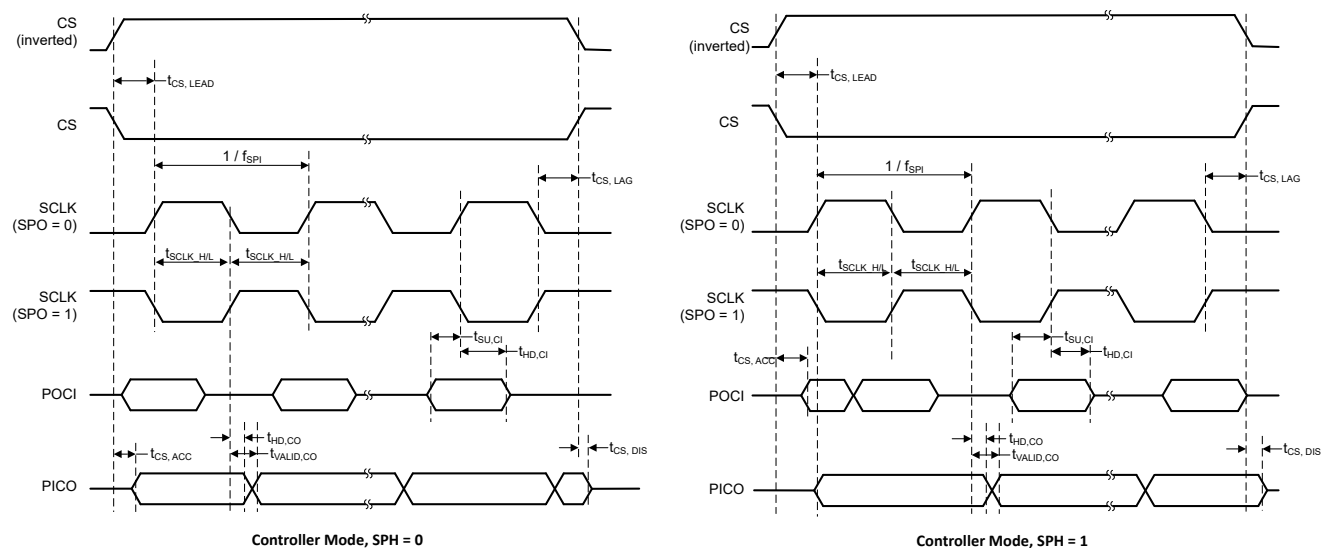 CS
(inverted)
tCS, LEAD
CS
1 / fSPI
tCS, LAG
SCLK
(SPO = 0)
tSCLK_H/L
tSCLK_H/L
SCLK
(SPO = 1)
tSU,CI
tHD,CI
POCI
tHD,CO
tCS, ACC
tVALID,CO
tCS, DIS
PICO
Controller Mode, SPH = 0
CS
(inverted)
tCS, LEAD
CS
1 / fSPI
tCS, LAG
SCLK
(SPO = 0)
tSCLK_H/L
tSCLK_H/L
SCLK
(SPO = 1)
tSU,CI
tCS, ACC
tHD,CI
POCI
tHD,CO
tVALID,CO
tCS, DIS
PICO
Controller Mode, SPH = 1